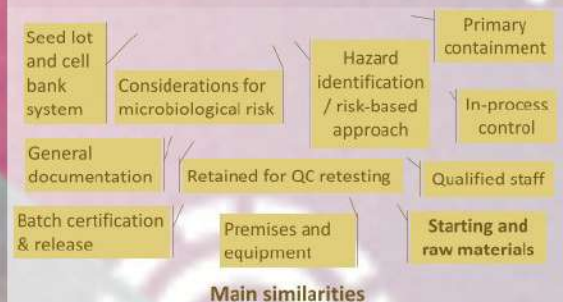 Primary
containment
Seed lot
and cell
bank
system
Considerations for
microbiological risk
Hazard
identification
/ risk-based
approach
In-process
control
General
documentation
Retained for QC retesting
Qualified staff
Batch certification
& release
Premises and
equipment
Starting and
raw materials
Main similarities